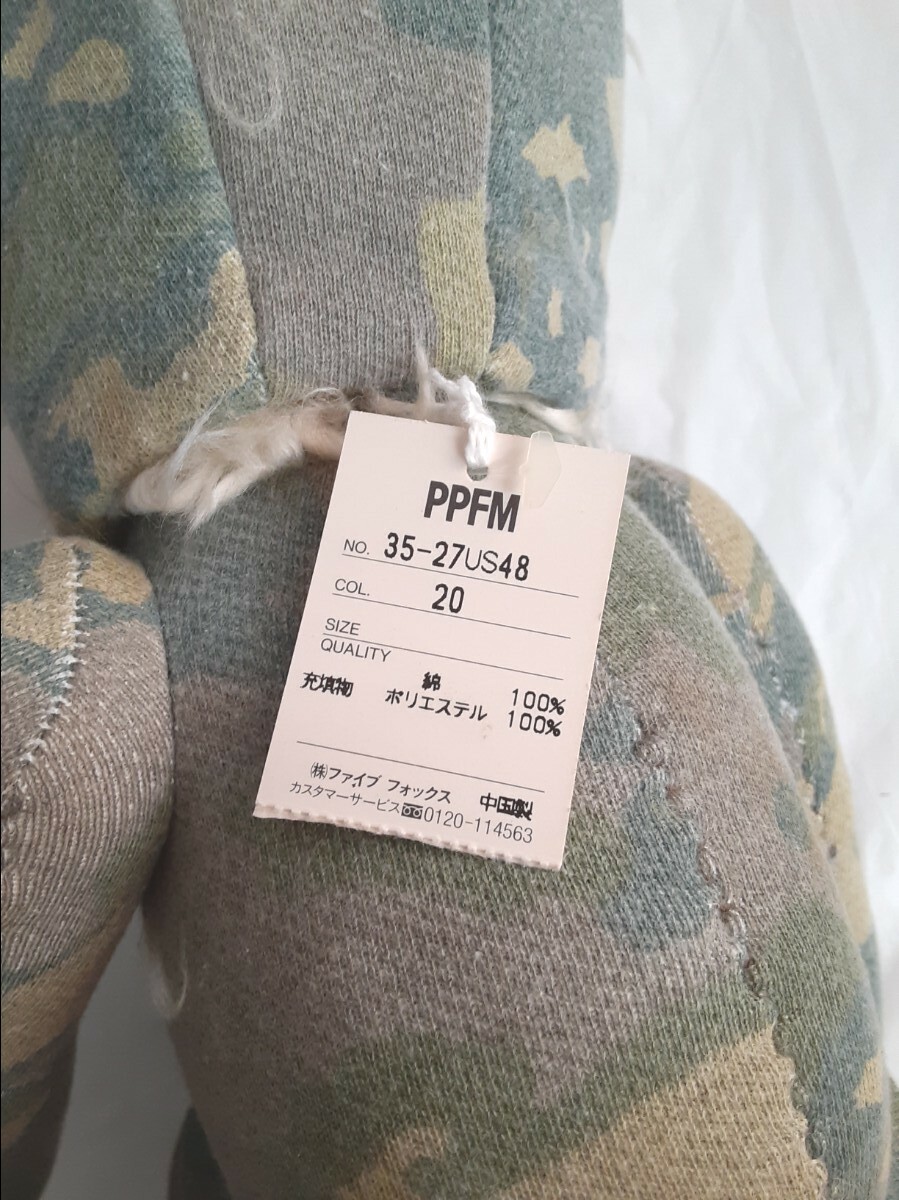 PPFM
NO. 35-27US48
COL. 20
SIZE
QUALITY
綿 100%
充填物 ポリエステル 100%
㈱ファイブ フォックス 中国製
カスタマーサービス 0120-114563